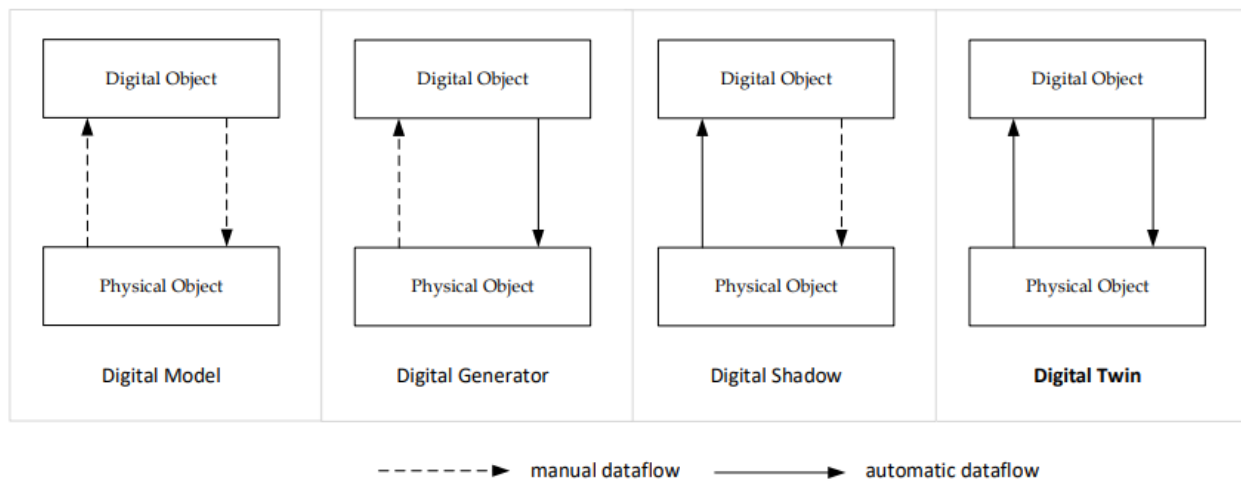 Digital Object
Digital Object
Digital Object
Digital Object
Physical Object
Physical Object
Physical Object
Physical Object
Digital Model
Digital Generator
Digital Shadow
Digital Twin
manual dataflow
automatic dataflow